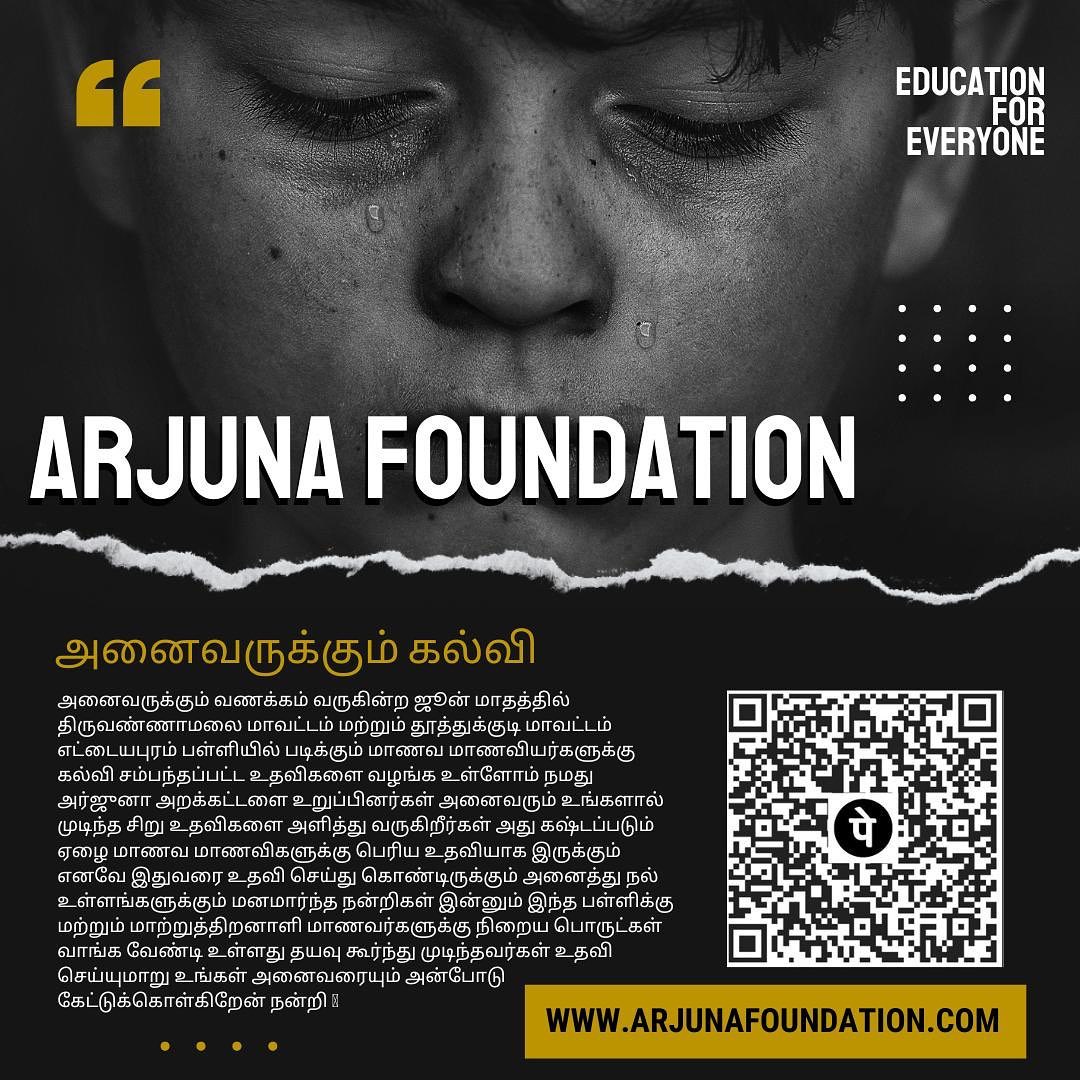 EDUCATION
FOR
EVERYONE
ARJUNA FOUNDATION
அனைவருக்கும் கல்வி
அனைவருக்கும் வணக்கம் வருகின்ற ஜூன் மாதத்தில்
திருவண்ணாமலை மாவட்டம் மற்றும் தூத்துக்குடி மாவட்டம்
எட்டையபுரம் பள்ளியில் படிக்கும் மாணவ மாணவியர்களுக்கு
கல்வி சம்பந்தப்பட்ட உதவிகளை வழங்க உள்ளோம் நமது
அர்ஜுனா அறக்கட்டளை உறுப்பினர்கள் அனைவரும் உங்களால்
முடிந்த சிறு உதவிகளை அளித்து வருகிறீர்கள் அது கஷ்டப்படும்
ஏழை மாணவ மாணவிகளுக்கு பெரிய உதவியாக இருக்கும்
எனவே இதுவரை உதவி செய்து கொண்டிருக்கும் அனைத்து நல்
உள்ளங்களுக்கும் மனமார்ந்த நன்றிகள் இன்னும் இந்த பள்ளிக்கு
மற்றும் மாற்றுத்திறனாளி மாணவர்களுக்கு நிறைய பொருட்கள்
வாங்க வேண்டி உள்ளது தயவு கூர்ந்து முடிந்தவர்கள் உதவி
செய்யுமாறு உங்கள் அனைவரையும் அன்போடு
கேட்டுக்கொள்கிறேன் நன்றி
पे
WWW.ARJUNAFOUNDATION.COM